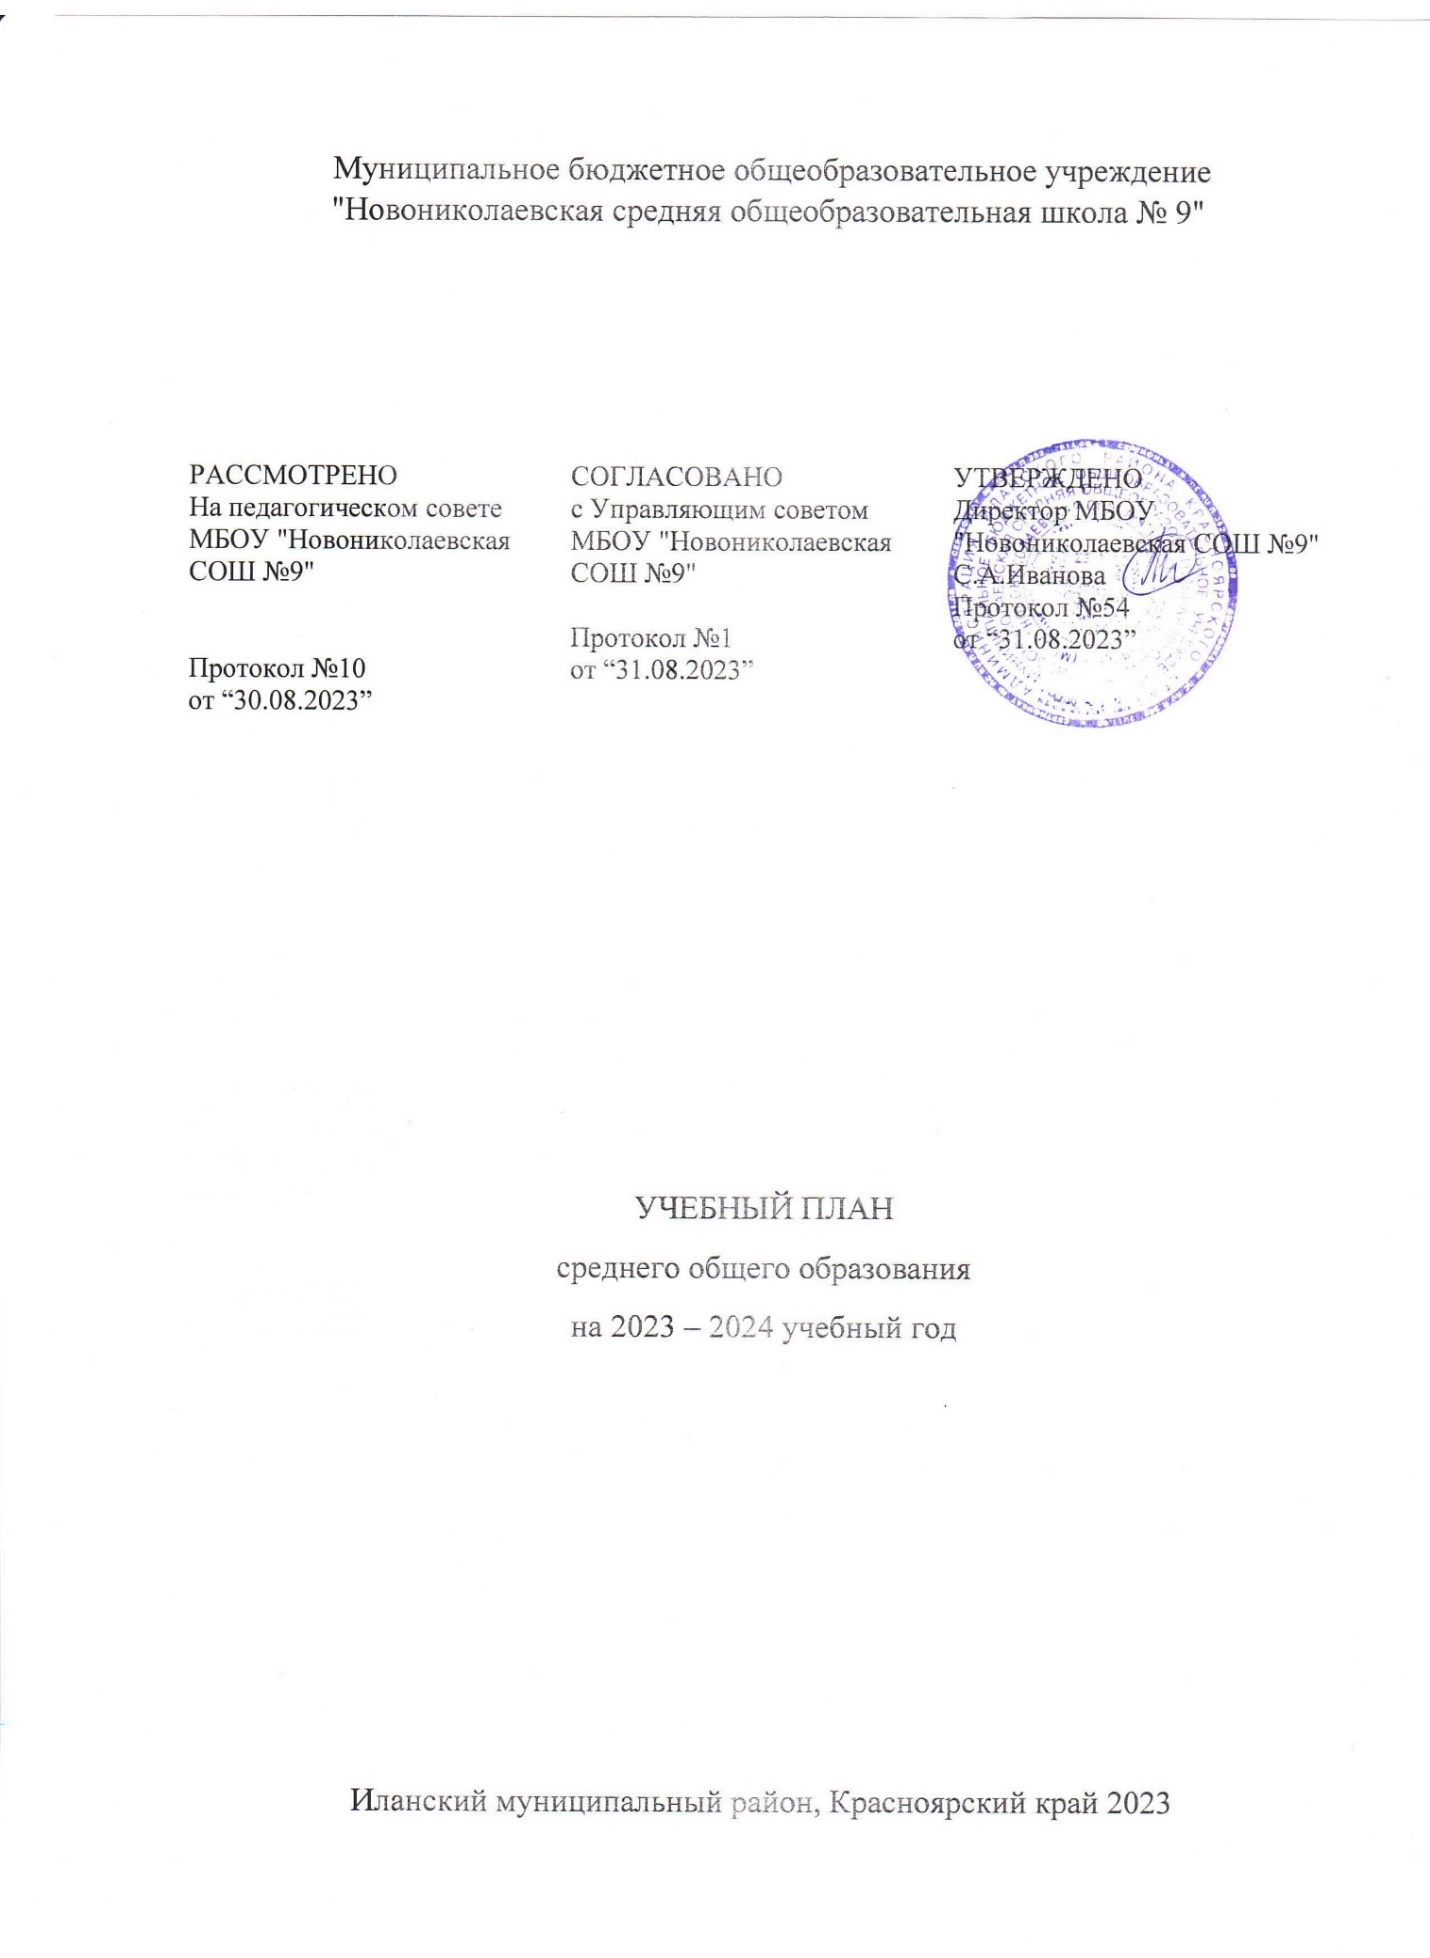 Муниципальное бюджетное общеобразовательное учреждение
"Новониколаевская средняя общеобразовательная школа № 9"
РАССМОТРЕНО
На педагогическом совете
МБОУ "Новониколаевская
СОШ №9"
Протокол №10
от “30.08.2023”
СОГЛАСОВАНО
с Управляющим советом
МБОУ "Новониколаевская
СОШ №9"
Протокол №1
от “31.08.2023”
УТВЕРЖДЕНО
Директор МБОУ
"Новониколаевская СОШ №9"
С.А.Иванова
Протокол №54
от “31.08.2023”
РАЙОНА КРАСНОЯРСКОГО
УЧЕБНЫЙ ПЛАН
среднего общего образования
на 2023 – 2024 учебный год
Иланский муниципальный район, Красноярский край 2023